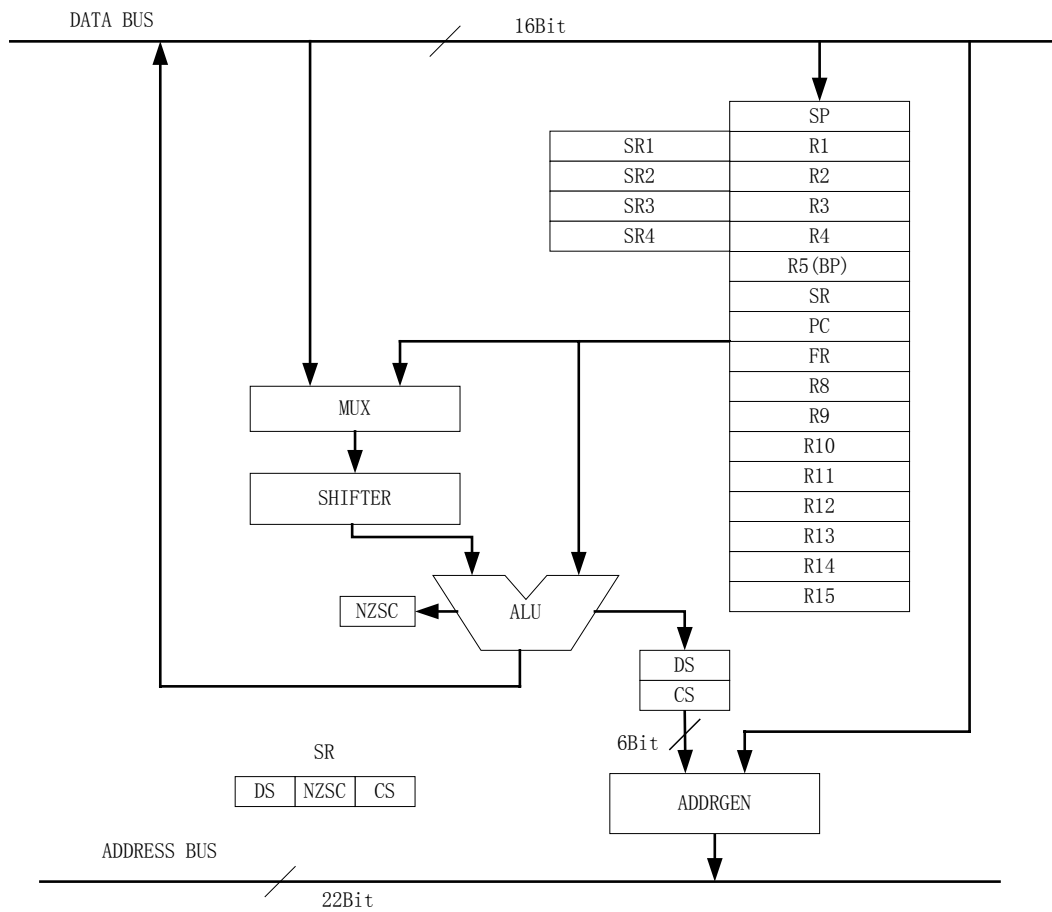 DATA BUS
16Bit
SP
SR1
R1
SR2
R2
SR3
R3
SR4
R4
R5(BP)
SR
PC
FR
R8
MUX
R9
R10
R11
SHIFTER
R12
R13
R14
R15
NZSC
ALU
DS
CS
6Bit
SR
DS
NZSC
CS
ADDRGEN
ADDRESS BUS
22Bit